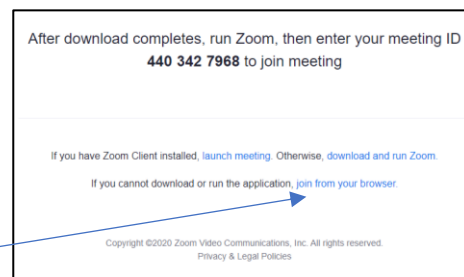 After download completes, run Zoom, then enter your meeting ID
440 342 7968 to join meeting
If you have Zoom Client installed, launch meeting. Otherwise, download and run Zoom.
If you cannot download or run the application, join from your browser.
Copyright ©2020 Zoom Video Communications, Inc. All rights reserved.
Privacy & Legal Policies